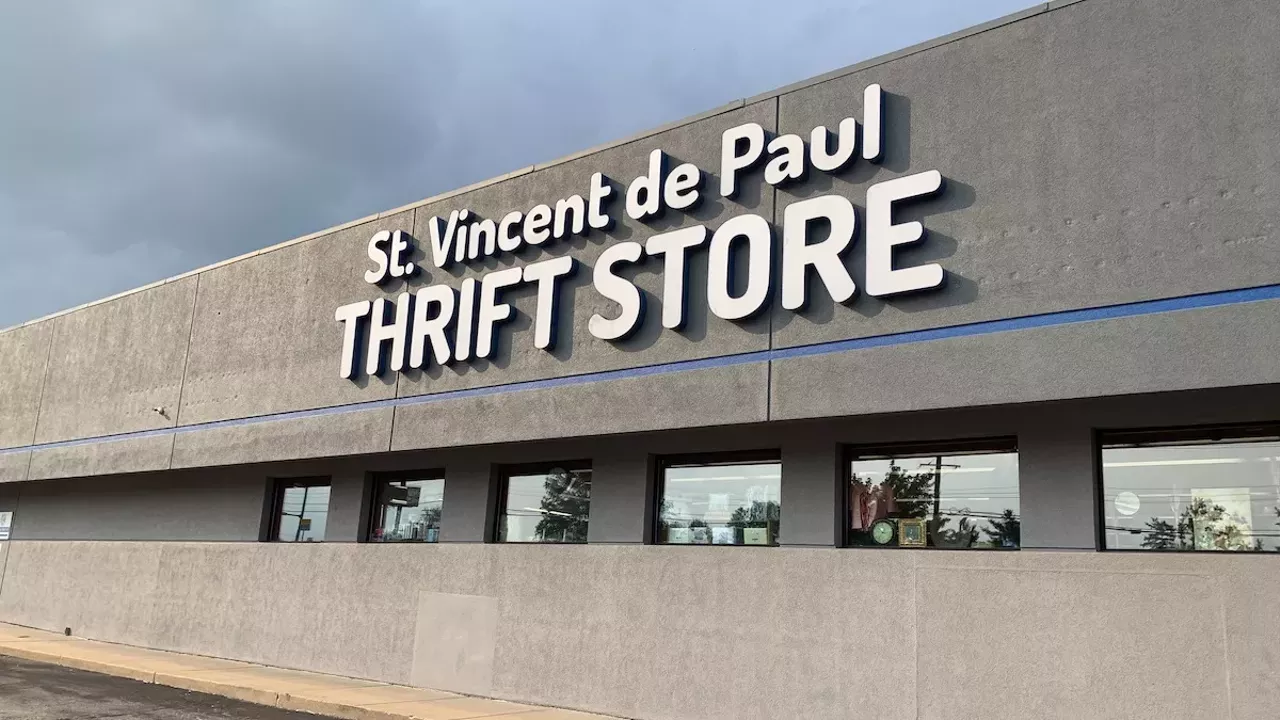 St. Vincent de Paul
THRIFT STORE